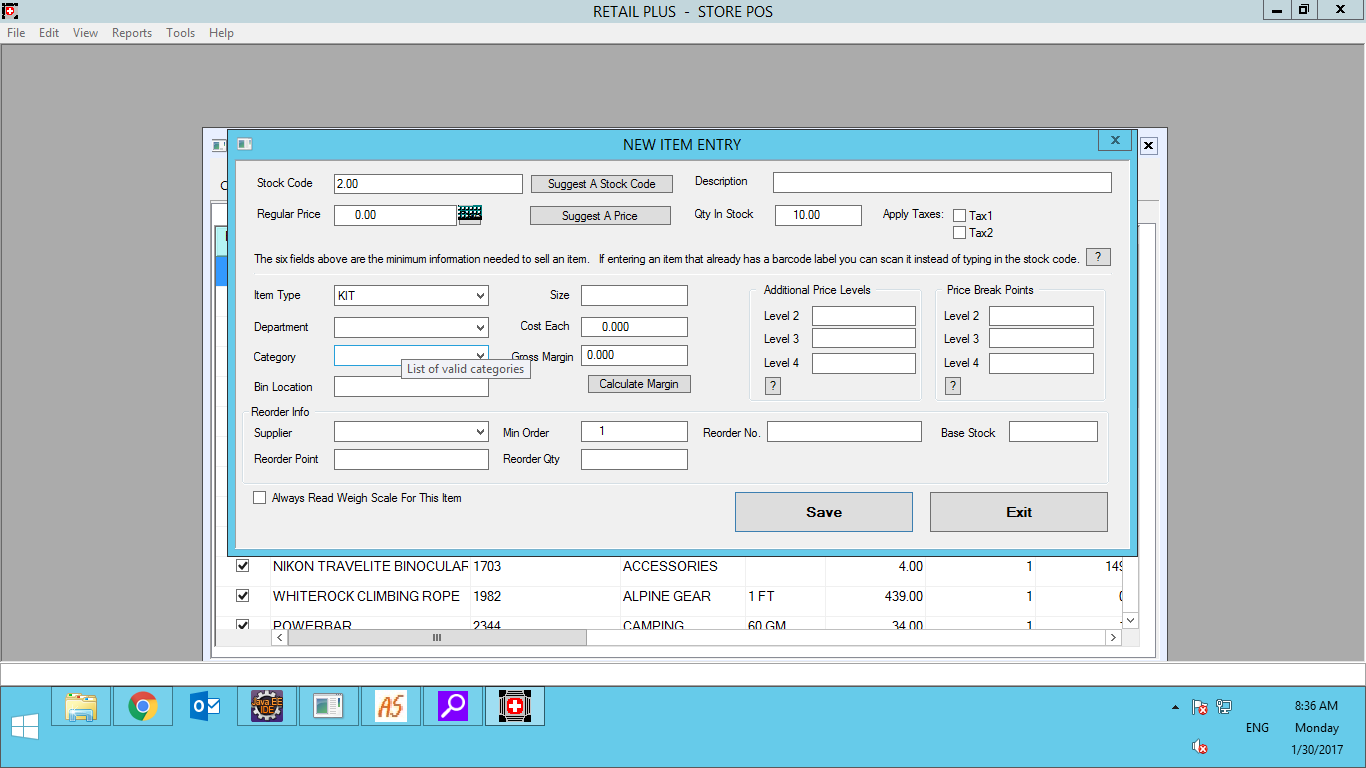 RETAIL PLUS - STORE POS
File Edit View Reports Tools Help
NEW ITEM ENTRY
Stock Code 2.00 Suggest A Stock Code Description
Regular Price 0.00 Suggest A Price Qty In Stock 10.00 Apply Taxes: Tax1
Tax2
The six fields above are the minimum information needed to sell an item. If entering an item that already has a barcode label you can scan it instead of typing in the stock code. ?
Item Type KIT Size
Department Cost Each 0.000
Category Gross Margin 0.000
List of valid categories
Bin Location Calculate Margin
Additional Price Levels
Level 2
Level 3
Level 4
?
Price Break Points
Level 2
Level 3
Level 4
?
Reorder Info
Supplier Min Order 1 Reorder No. Base Stock
Reorder Point Reorder Qty
Always Read Weigh Scale For This Item
Save Exit
NIKON TRAVELITE BINOCULAR 1703 ACCESSORIES 4.00 1 149
WHITEROCK CLIMBING ROPE 1982 ALPINE GEAR 1 FT 439.00 1
POWERBAR 2344 CAMPING 60 GM 34.00 1
Java EE
IDE
AS
ENG
8:36 AM
Monday
1/30/2017